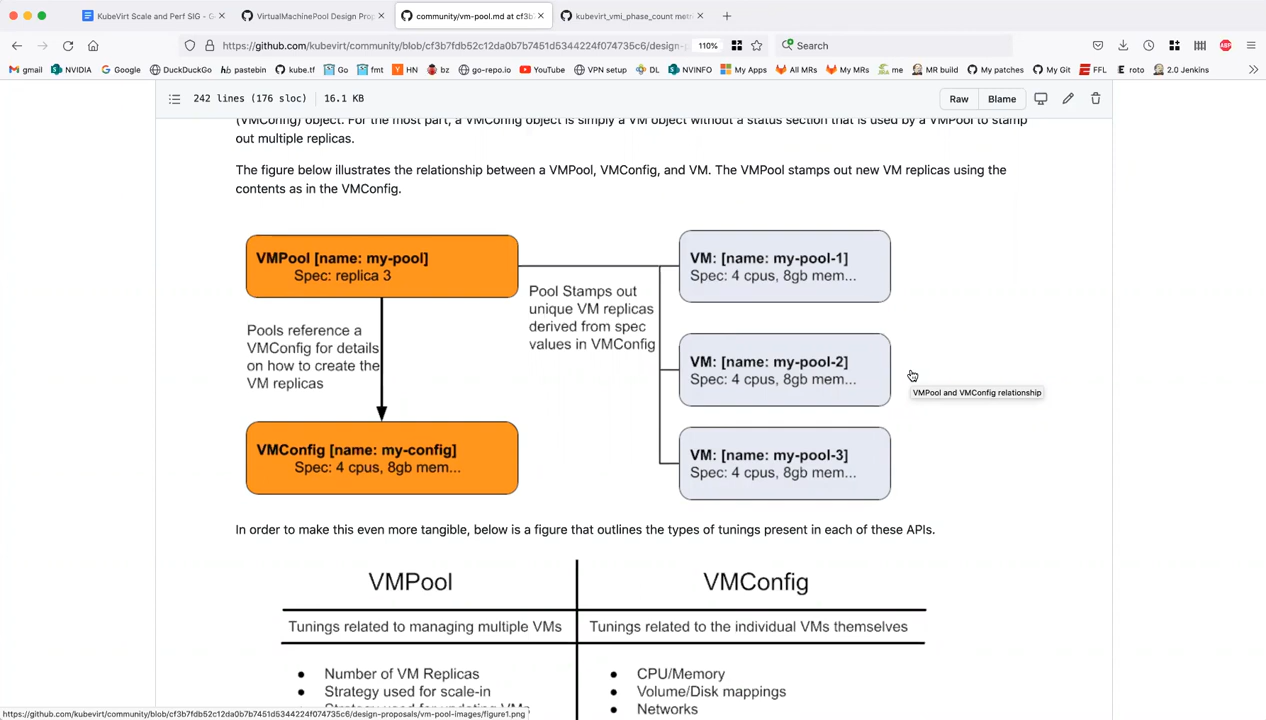 KubeVirt Scale and Perf SIG - G
VirtualMachinePool Design Prop
community/vm-pool.md at cf3b
kubevirt_vmi_phase_count metri
https://github.com/kubevirt/community/blob/cf3b7fdb52c12da0b7b7451d5344224f074735c6/design-p
110%
Search
gmail
NVIDIA
Google
DuckDuckGo
pastebin
kube.tf
Go
fmt
HN
bz
go-repo.io
YouTube
VPN setup
DL
NVINFO
My Apps
All MRs
My MRs
me
MR build
My patches
My Git
FFL
roto
2.0 Jenkins
242 lines (176 sloc)
16.1 KB
Raw
Blame
(VMConfig) object. For the most part, a VMConfig object is simply a VM object without a status section that is used by a VMPool to stamp
out multiple replicas.
The figure below illustrates the relationship between a VMPool, VMConfig, and VM. The VMPool stamps out new VM replicas using the
contents as in the VMConfig.
VMPool [name: my-pool]
Spec: replica 3
Pools reference a
VMConfig for details
on how to create the
VM replicas
VMConfig [name: my-config]
Spec: 4 cpus, 8gb mem...
Pool Stamps out
unique VM replicas
derived from spec
values in VMConfig
VM: [name: my-pool-1]
Spec: 4 cpus, 8gb mem...
VM: [name: my-pool-2]
Spec: 4 cpus, 8gb mem...
VM: [name: my-pool-3]
Spec: 4 cpus, 8gb mem...
VMPool and VMConfig relationship
In order to make this even more tangible, below is a figure that outlines the types of tunings present in each of these APIs.
VMPool
VMConfig
Tunings related to managing multiple VMs
Tunings related to the individual VMs themselves
Number of VM Replicas
Strategy used for scale-in
Strategy used for updating VMs
CPU/Memory
Volume/Disk mappings
Networks
https://github.com/kubevirt/community/blob/cf3b7fdb52c12da0b7b7451d5344224f074735c6/design-proposals/vm-pool-images/figure1.png